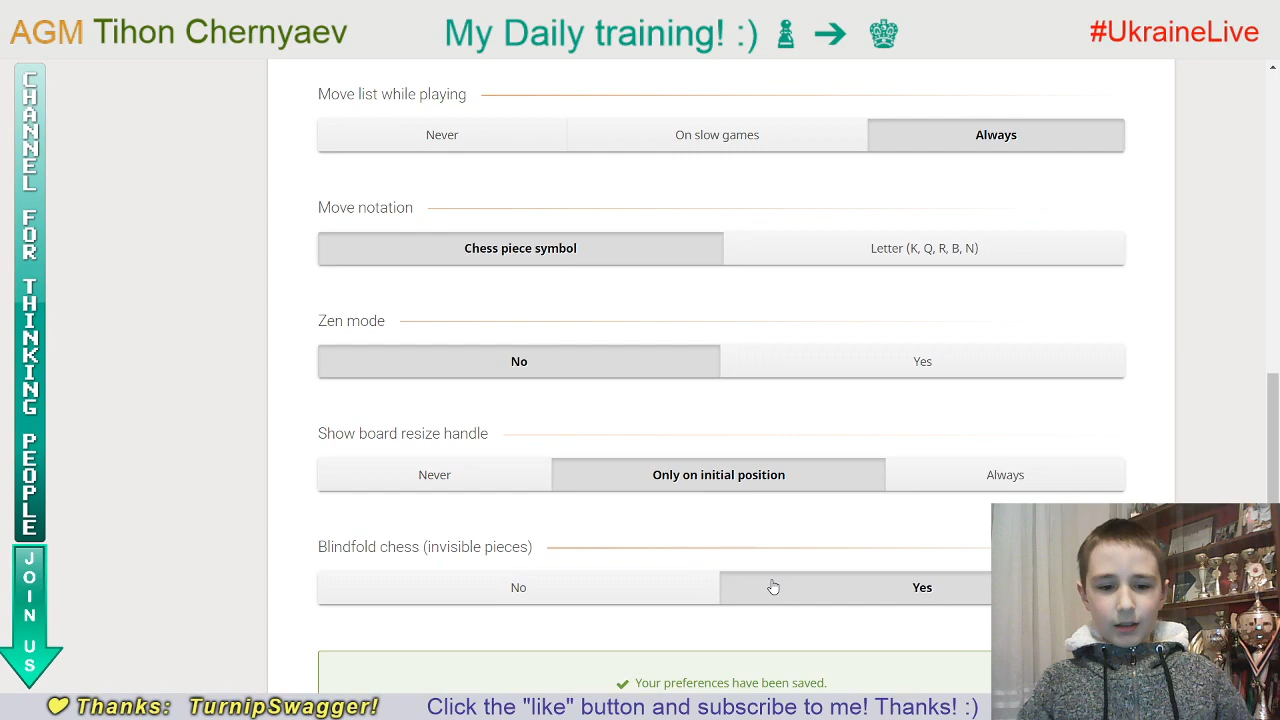 AGM Tihon Chernyaev
My Daily training! :) ♟ → ♚
#UkraineLive
CHANNEL FOR THINKING PEOPLE
JOIN US
Move list while playing
Never
On slow games
Always
Move notation
Chess piece symbol
Letter (K, Q, R, B, N)
Zen mode
No
Yes
Show board resize handle
Never
Only on initial position
Always
Blindfold chess (invisible pieces)
No
Yes
Your preferences have been saved.
Thanks: TurnipSwagger!
Click the "like" button and subscribe to me! Thanks! :)